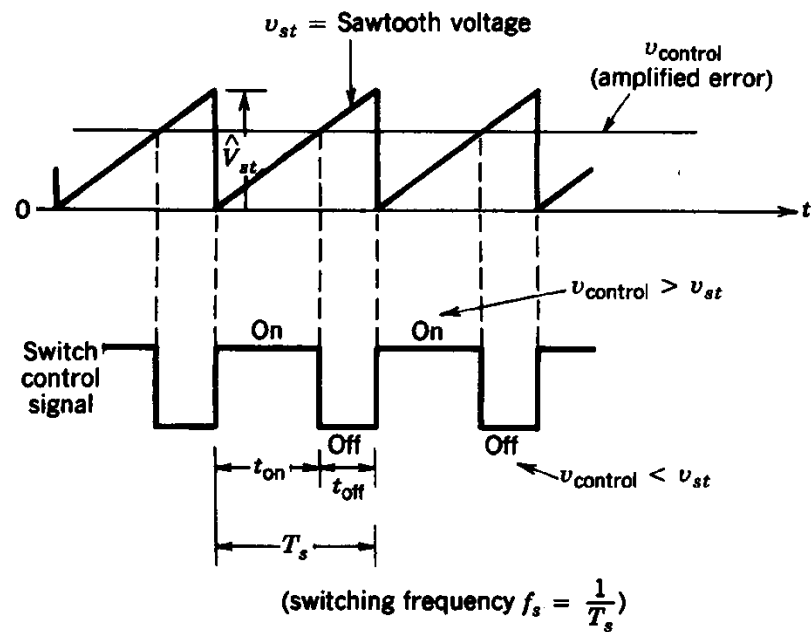 v_st = Sawtooth voltage
v_control
(amplified error)
V̂_st
0
t
v_control > v_st
On
On
Switch
control
signal
Off
Off
t_on
t_off
v_control < v_st
T_s
(switching frequency f_s = 1/T_s)